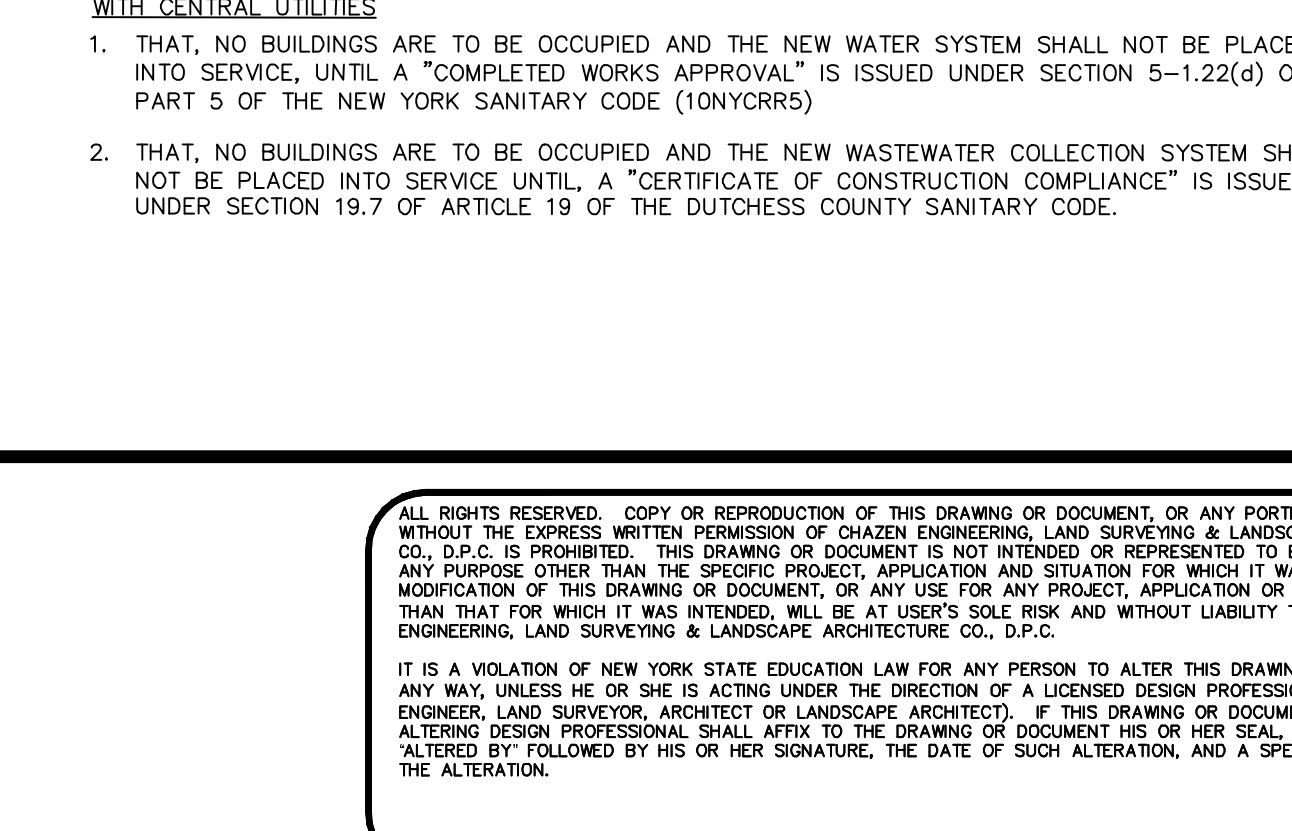 WITH CENTRAL UTILITIES
1. THAT, NO BUILDINGS ARE TO BE OCCUPIED AND THE NEW WATER SYSTEM SHALL NOT BE PLACE
INTO SERVICE, UNTIL A "COMPLETED WORKS APPROVAL" IS ISSUED UNDER SECTION 5-1.22(d) O
PART 5 OF THE NEW YORK SANITARY CODE (10NYCRR5)
2. THAT, NO BUILDINGS ARE TO BE OCCUPIED AND THE NEW WASTEWATER COLLECTION SYSTEM SH
NOT BE PLACED INTO SERVICE UNTIL, A "CERTIFICATE OF CONSTRUCTION COMPLIANCE" IS ISSUE
UNDER SECTION 19.7 OF ARTICLE 19 OF THE DUTCHESS COUNTY SANITARY CODE.
ALL RIGHTS RESERVED. COPY OR REPRODUCTION OF THIS DRAWING OR DOCUMENT, OR ANY PORTI
WITHOUT THE EXPRESS WRITTEN PERMISSION OF CHAZEN ENGINEERING, LAND SURVEYING & LANDSC
CO., D.P.C. IS PROHIBITED. THIS DRAWING OR DOCUMENT IS NOT INTENDED OR REPRESENTED TO B
ANY PURPOSE OTHER THAN THE SPECIFIC PROJECT, APPLICATION AND SITUATION FOR WHICH IT WA
MODIFICATION OF THIS DRAWING OR DOCUMENT, OR ANY USE FOR ANY PROJECT, APPLICATION OR
THAN THAT FOR WHICH IT WAS INTENDED, WILL BE AT USER'S SOLE RISK AND WITHOUT LIABILITY T
ENGINEERING, LAND SURVEYING & LANDSCAPE ARCHITECTURE CO., D.P.C.
IT IS A VIOLATION OF NEW YORK STATE EDUCATION LAW FOR ANY PERSON TO ALTER THIS DRAWIN
ANY WAY, UNLESS HE OR SHE IS ACTING UNDER THE DIRECTION OF A LICENSED DESIGN PROFESSI
ENGINEER, LAND SURVEYOR, ARCHITECT OR LANDSCAPE ARCHITECT). IF THIS DRAWING OR DOCUM
ALTERING DESIGN PROFESSIONAL SHALL AFFIX TO THE DRAWING OR DOCUMENT HIS OR HER SEAL,
"ALTERED BY" FOLLOWED BY HIS OR HER SIGNATURE, THE DATE OF SUCH ALTERATION, AND A SPE
THE ALTERATION.